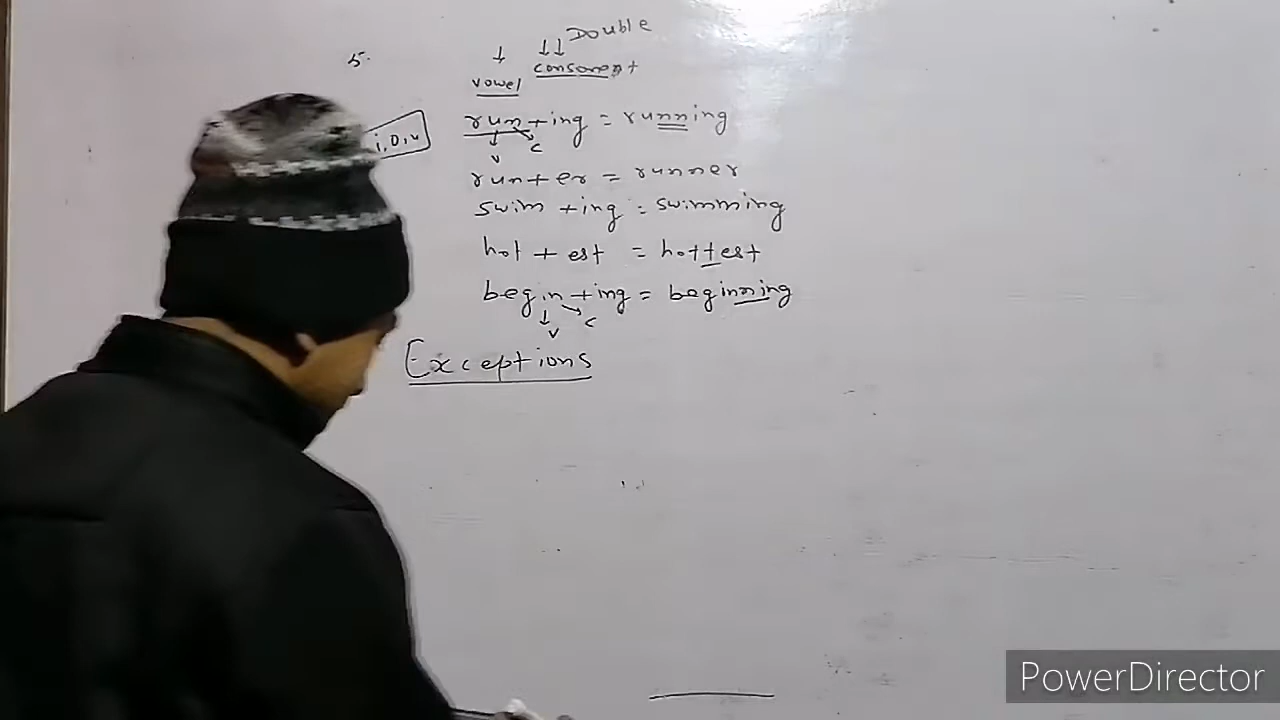 Double
5.
↓ ↓↓
vowel consonent
i, o, u
run + ing = running
v c
run + er = runner
swim + ing = swimming
hot + est = hottest
begin + ing = beginning
v c
Exceptions
PowerDirector